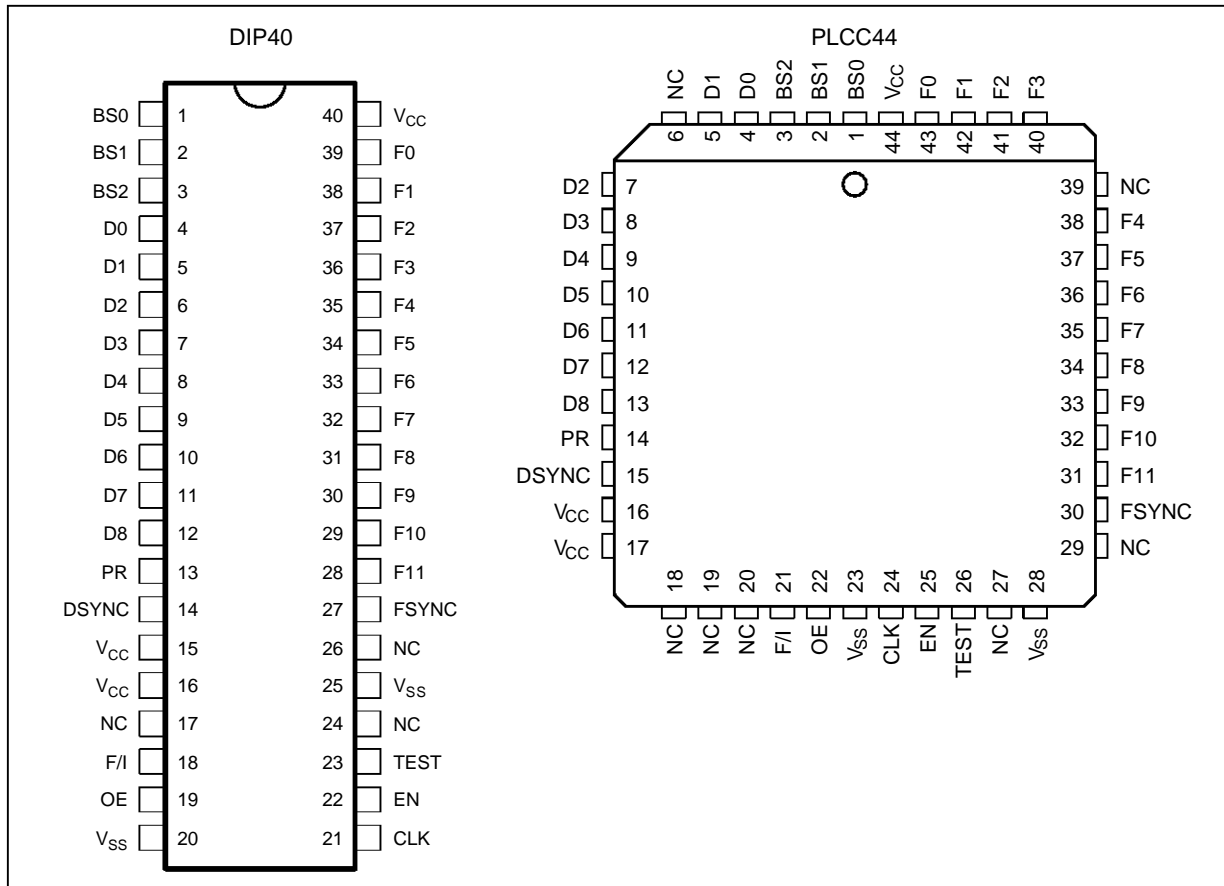 DIP40
BS0 1 40 VCC
BS1 2 39 F0
BS2 3 38 F1
D0 4 37 F2
D1 5 36 F3
D2 6 35 F4
D3 7 34 F5
D4 8 33 F6
D5 9 32 F7
D6 10 31 F8
D7 11 30 F9
D8 12 29 F10
PR 13 28 F11
DSYNC 14 27 FSYNC
VCC 15 26 NC
VCC 16 25 VSS
NC 17 24 NC
F/I 18 23 TEST
OE 19 22 EN
VSS 20 21 CLK
PLCC44
NC D1 D0 BS2 BS1 BS0 VCC F0 F1 F2 F3
6 5 4 3 2 1 44 43 42 41 40
D2 7 39 NC
D3 8 38 F4
D4 9 37 F5
D5 10 36 F6
D6 11 35 F7
D7 12 34 F8
D8 13 33 F9
PR 14 32 F10
DSYNC 15 31 F11
VCC 16 30 FSYNC
VCC 17 29 NC
18 19 20 21 22 23 24 25 26 27 28
NC NC NC F/I OE VSS CLK EN TEST NC VSS